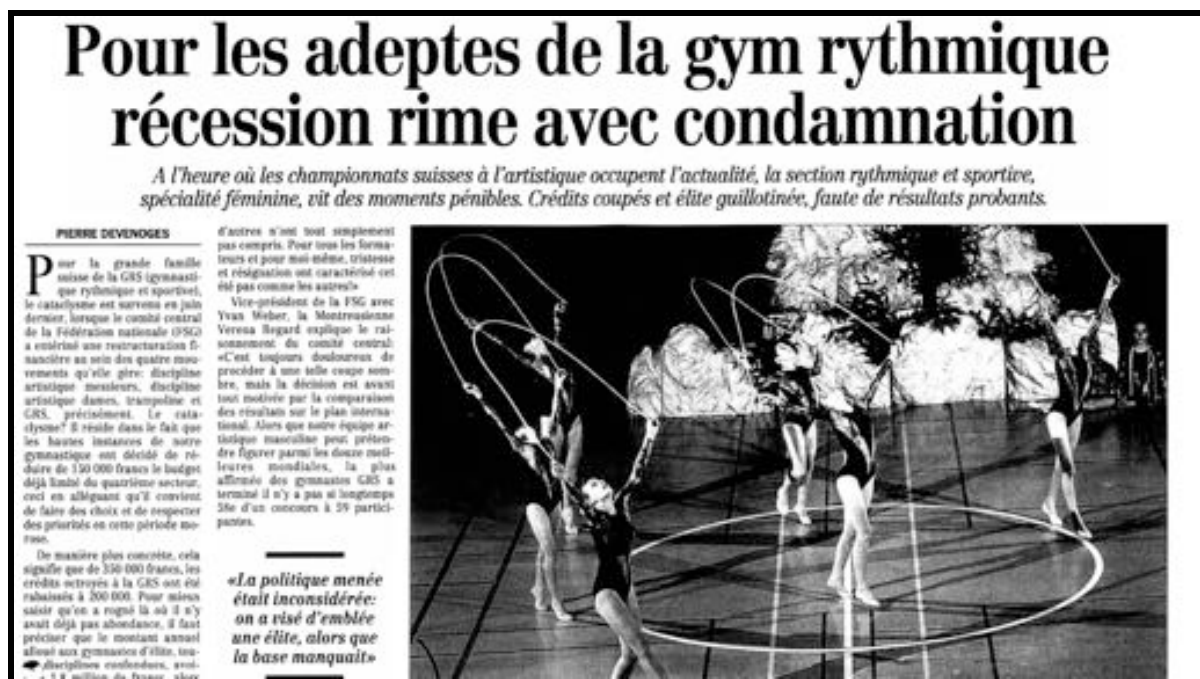 Pour les adeptes de la gym rythmique
récession rime avec condamnation
A l'heure où les championnats suisses à l'artistique occupent l'actualité, la section rythmique et sportive,
spécialité féminine, vit des moments pénibles. Crédits coupés et élite guillotinée, faute de résultats probants.
PIERRE DEVENOGES
Pour la grande famille
suisse de la GRS (gymnasti-
que rythmique et sportive),
le cataclysme est survenu en juin
dernier, lorsque le comité central
de la Fédération nationale (FSG)
a entériné une restructuration fi-
nancière au sein des quatre mou-
vements qu'elle gère: discipline
artistique messieurs, discipline
artistique dames, trampoline et
GRS, précisément. Le cata-
clysme? Il réside dans le fait que
les hautes instances de notre
gymnastique ont décidé de ré-
duire de 150 000 francs le budget
déjà limité du quatrième secteur,
ceci en alléguant qu'il convient
de faire des choix et de respecter
des priorités en cette période mo-
rose.
De manière plus concrète, cela
signifie que de 350 000 francs, les
crédits octroyés à la GRS ont été
rabaissés à 200 000. Pour mieux
saisir qu'on a rogné là où il n'y
avait déjà pas abondance, il faut
préciser que le montant annuel
alloué aux gymnastes d'élite, tou-
disciplines confondues, avoi-
1,8 million de francs, alors
d'autres n'ont tout simplement
pas compris. Pour tous les forma-
teurs et pour moi-même, tristesse
et résignation ont caractérisé cet
été pas comme les autres!»
Vice-président de la FSG avec
Yvan Weber, la Montreusienne
Verena Regard explique le rai-
sonnement du comité central:
«C'est toujours douloureux de
procéder à une telle coupe som-
bre, mais la décision est avant
tout motivée par la comparaison
des résultats sur le plan interna-
tional. Alors que notre équipe ar-
tistique masculine peut préten-
dre figurer parmi les douze meil-
leures mondiales, la plus
affirmée des gymnastes GRS a
terminé il n'y a pas si longtemps
58e d'un concours à 59 partici-
pantes.
«La politique menée
était inconsidérée:
on a visé d'emblée
une élite, alors que
la base manquait»